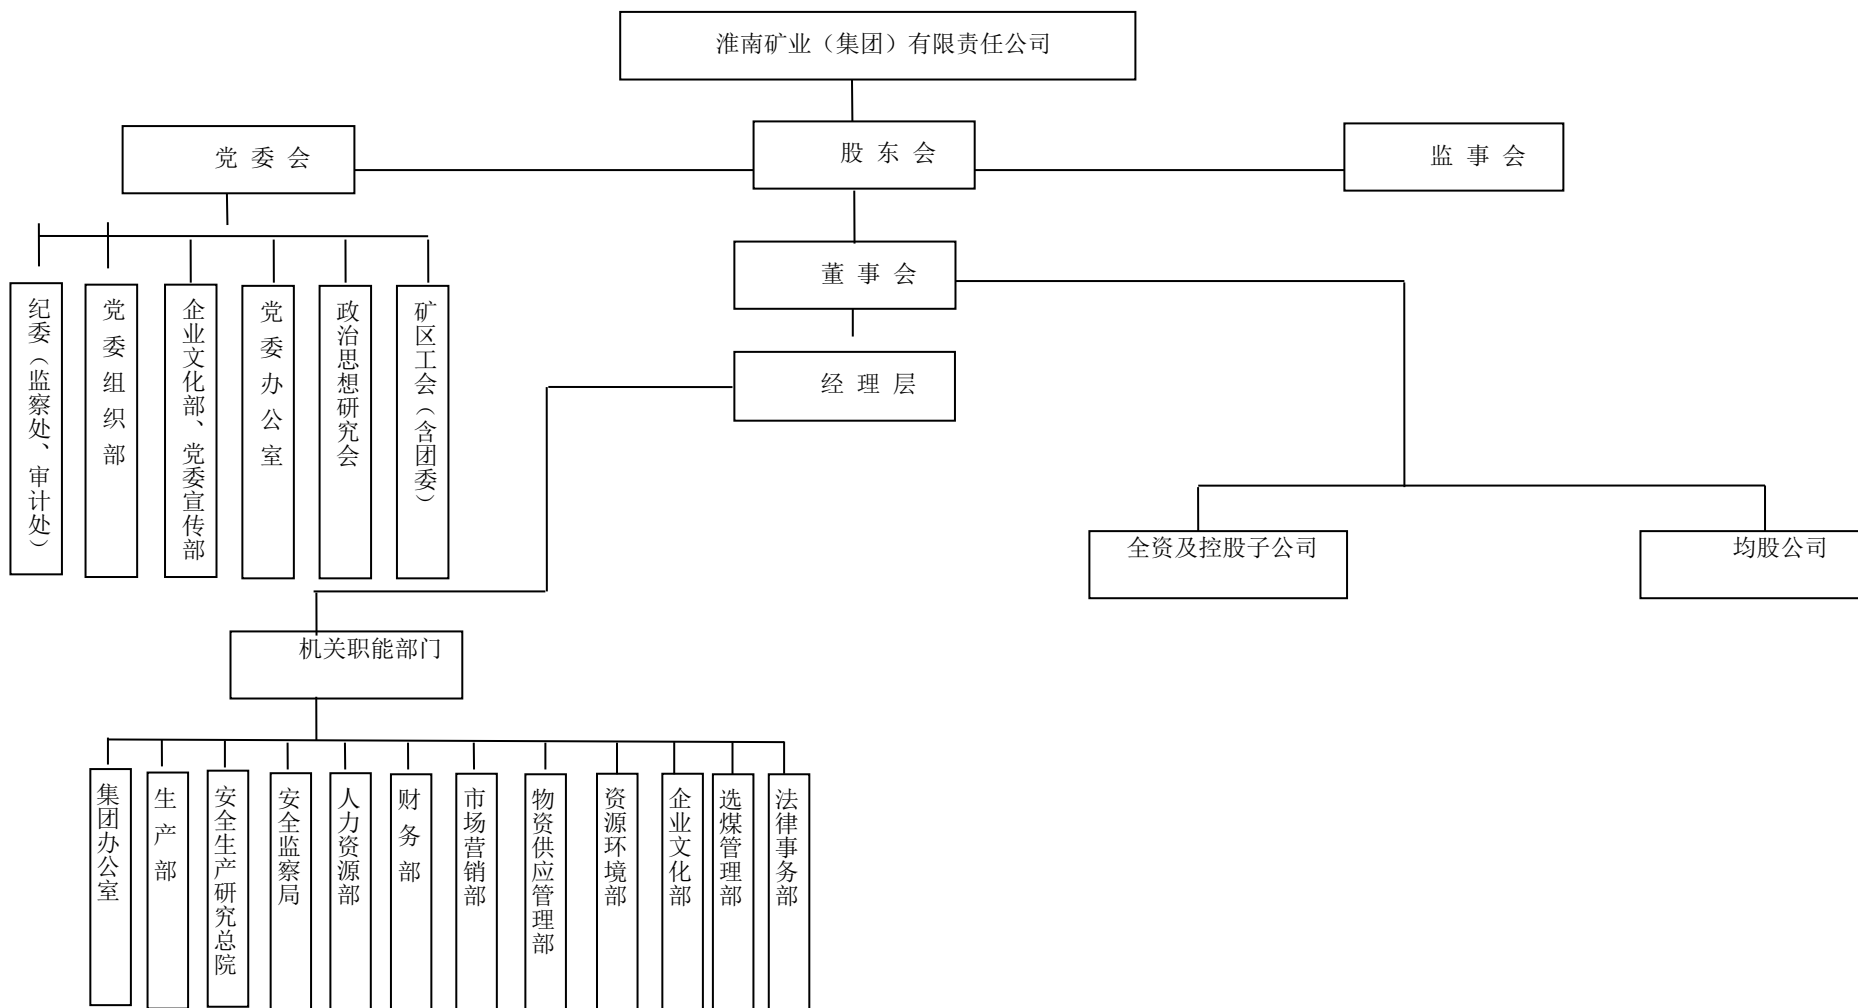 淮南矿业（集团）有限责任公司
党 委 会
股 东 会
监 事 会
董 事 会
经 理 层
纪委（监察处、审计处）
党委组织部
企业文化部、党委宣传部
党委办公室
政治思想研究会
矿区工会（含团委）
全资及控股子公司
均股公司
机关职能部门
集团办公室
生产部
安全生产研究总院
安全监察局
人力资源部
财务部
市场营销部
物资供应管理部
资源环境部
企业文化部
选煤管理部
法律事务部